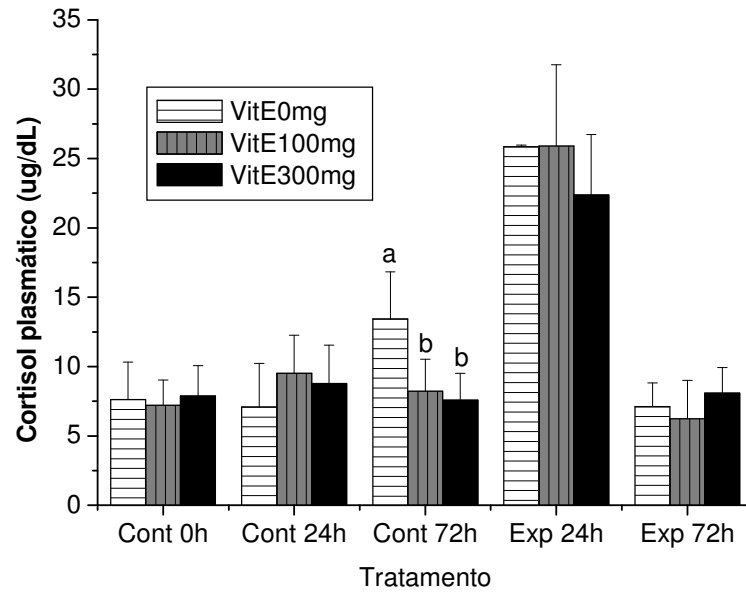 35
30
25
20
15
10
5
0
Cortisol plasmático (ug/dL)
VitE0mg
VitE100mg
VitE300mg
a
b
b
Cont 0h
Cont 24h
Cont 72h
Exp 24h
Exp 72h
Tratamento